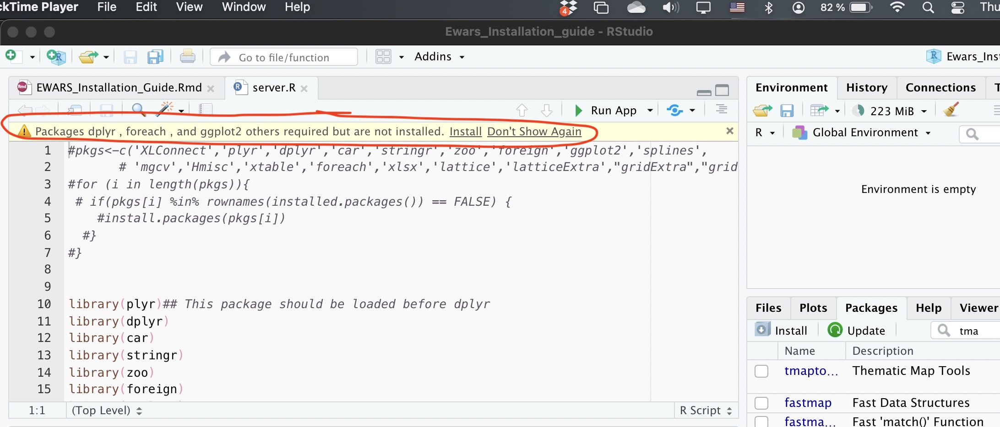 ckTime Player File Edit View Window Help 4 82 % Thu
Ewars_Installation_guide - RStudio
Go to file/function Addins Ewars_Inst
EWARS_Installation_Guide.Rmd server.R
Run App
Packages dplyr , foreach , and ggplot2 others required but are not installed. Install Don't Show Again
1 #pkgs<-c('XLConnect','plyr','dplyr','car','stringr','zoo','foreign','ggplot2','splines',
2 # 'mgcv','Hmisc','xtable','foreach','xlsx','lattice','latticeExtra',"gridExtra","grid
3 #for (i in length(pkgs)){
4 # if(pkgs[i] %in% rownames(installed.packages()) == FALSE) {
5 #install.packages(pkgs[i])
6 #}
7 #}
8
9
10 library(plyr)## This package should be loaded before dplyr
11 library(dplyr)
12 library(car)
13 library(stringr)
14 library(zoo)
15 library(foreign)
1:1 (Top Level) R Script
Environment History Connections T
223 MiB
R Global Environment
Environment is empty
Files Plots Packages Help Viewer
Install Update tma
Name Description
tmapto... Thematic Map Tools
fastmap Fast Data Structures
fastma... Fast 'match()' Function